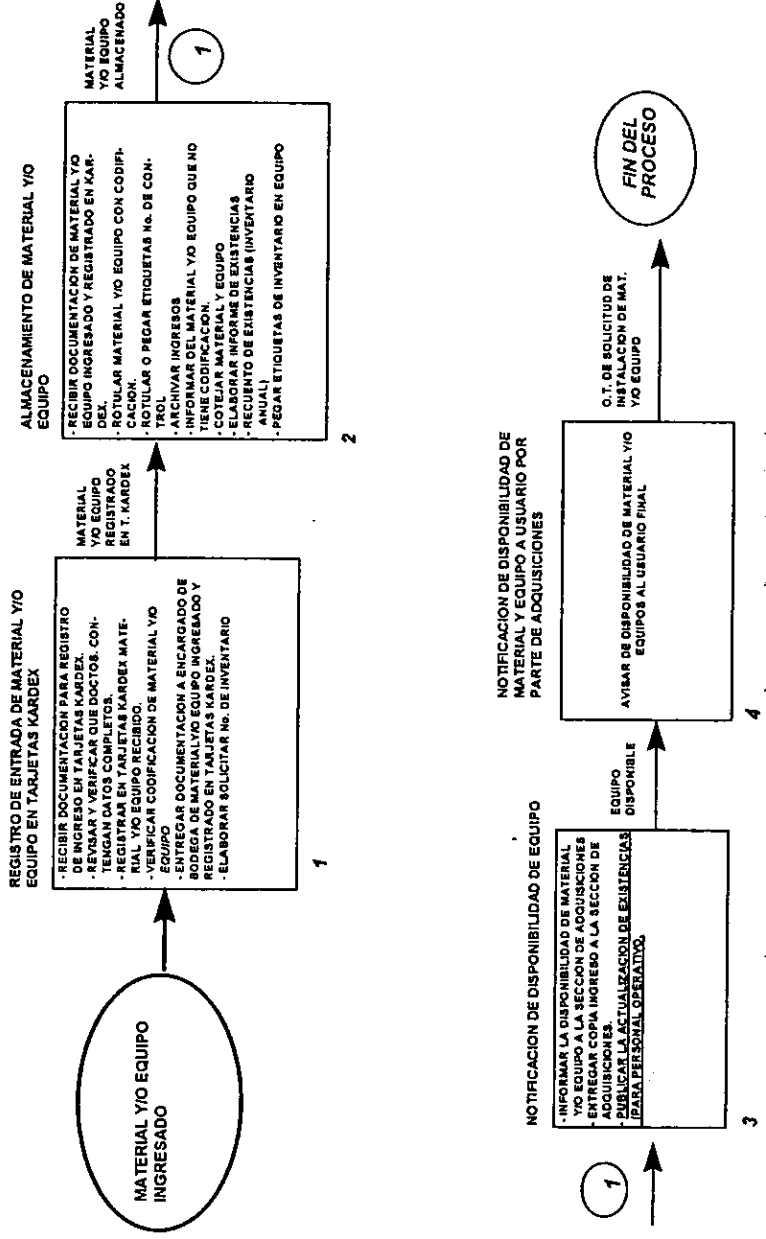 MATERIAL Y/O EQUIPO
INGRESADO
REGISTRO DE ENTRADA DE MATERIAL Y/O
EQUIPO EN TARJETAS KARDEX
- RECIBIR DOCUMENTACION PARA REGISTRO
DE INGRESO EN TARJETAS KARDEX.
- REVISAR Y VERIFICAR QUE DOCTOS. CON-
TENGAN DATOS COMPLETOS.
- REGISTRAR EN TARJETAS KARDEX MATE-
RIAL Y/O EQUIPO RECIBIDO.
- VERIFICAR CODIFICACION DE MATERIAL Y/O
EQUIPO
- ENTREGAR DOCUMENTACION A ENCARGADO DE
BODEGA DE MATERIAL Y/O EQUIPO INGRESADO Y
REGISTRADO EN TARJETAS KARDEX.
- ELABORAR SOLICITAR No. DE INVENTARIO
1
MATERIAL
Y/O EQUIPO
REGISTRADO
EN T. KARDEX
ALMACENAMIENTO DE MATERIAL Y/O
EQUIPO
- RECIBIR DOCUMENTACION DE MATERIAL Y/O
EQUIPO INGRESADO Y REGISTRADO EN KAR-
DEX.
- ROTULAR MATERIAL Y/O EQUIPO CON CODIFI-
CACION.
- ROTULAR O PEGAR ETIQUETAS No. DE CON-
TROL
- ARCHIVAR INGRESOS
- INFORMAR DEL MATERIAL Y/O EQUIPO QUE NO
TIENE CODIFICACION.
- COTEJAR MATERIAL Y EQUIPO
- ELABORAR INFORME DE EXISTENCIAS
- RECUENTO DE EXISTENCIAS (INVENTARIO
ANUAL)
- PEGAR ETIQUETAS DE INVENTARIO EN EQUIPO
2
MATERIAL
Y/O EQUIPO
ALMACENADO
1
1
NOTIFICACION DE DISPONIBILIDAD DE EQUIPO
- INFORMAR LA DISPONIBILIDAD DE MATERIAL
Y/O EQUIPO A LA SECCION DE ADQUISICIONES
- ENTREGAR COPIA INGRESO A LA SECCION DE
ADQUISICIONES.
- PUBLICAR LA ACTUALIZACION DE EXISTENCIAS
(PARA PERSONAL OPERATIVO.
3
EQUIPO
DISPONIBLE
NOTIFICACION DE DISPONIBILIDAD DE
MATERIAL Y EQUIPO A USUARIO POR
PARTE DE ADQUISICIONES
AVISAR DE DISPONIBILIDAD DE MATERIAL Y/O
EQUIPOS AL USUARIO FINAL
4
O.T. DE SOLICITUD DE
INSTALACION DE MAT.
Y/O EQUIPO
FIN DEL
PROCESO